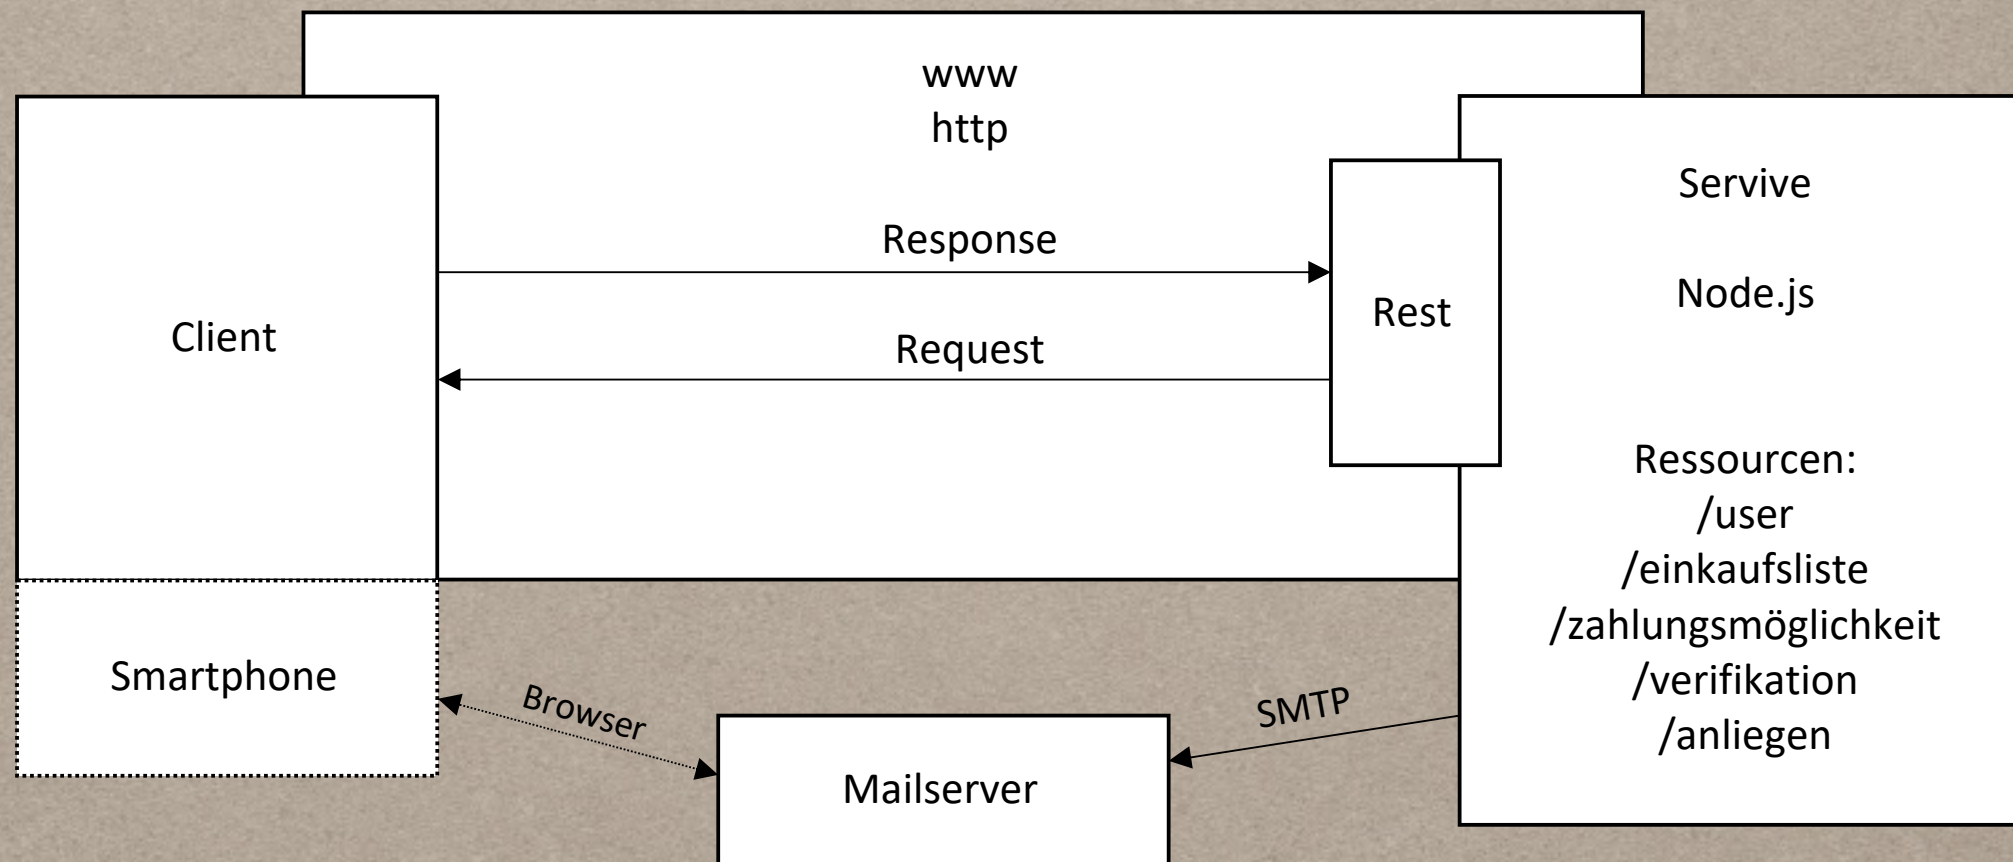 www
http
Client
Response
Request
Rest
Servive
Node.js
Ressourcen:
/user
/einkaufsliste
/zahlungsmöglichkeit
/verifikation
/anliegen
Smartphone
Browser
Mailserver
SMTP